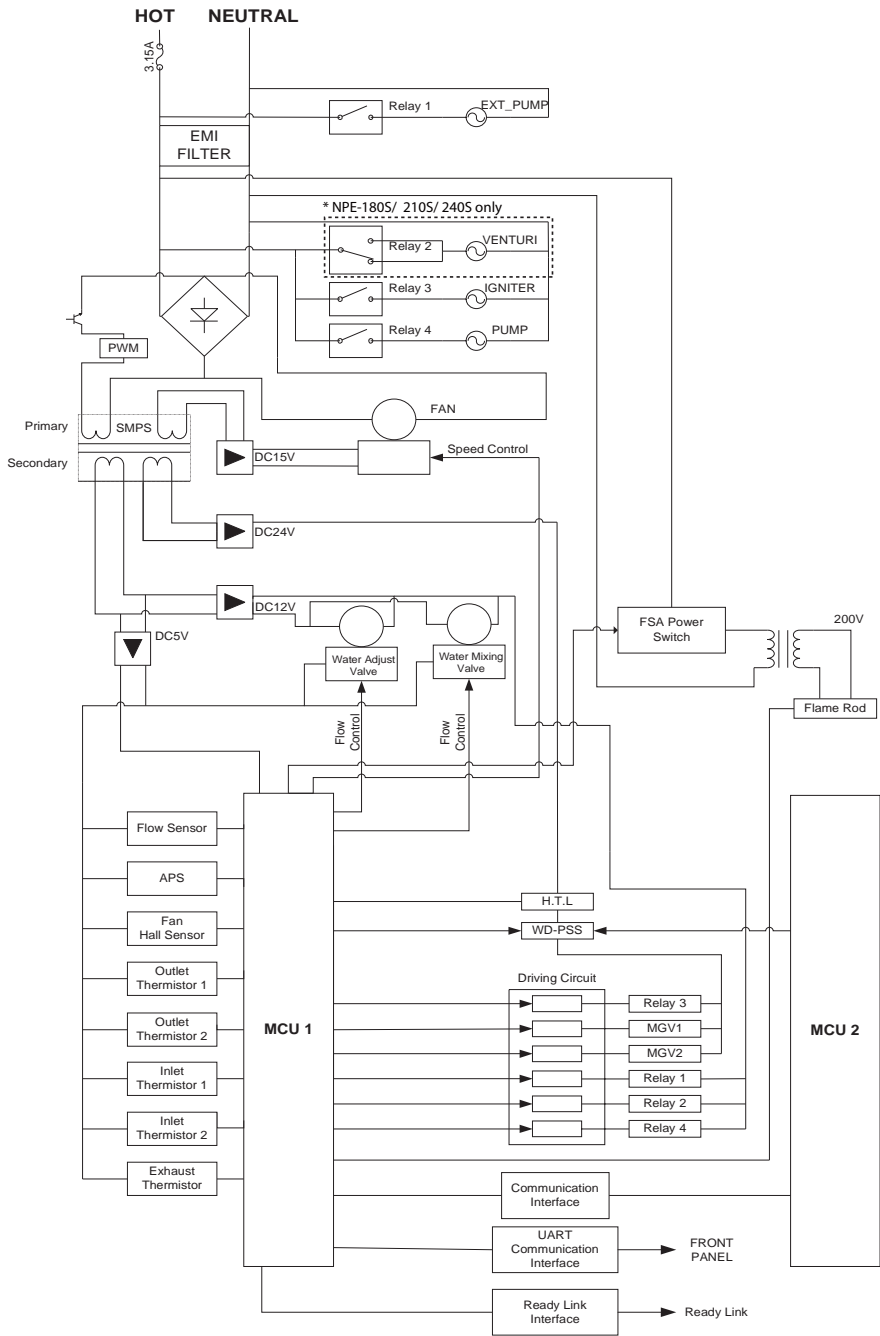 HOT NEUTRAL
3.15A
Relay 1 EXT_PUMP
EMI
FILTER
* NPE-180S/ 210S/ 240S only
Relay 2 VENTURI
Relay 3 IGNITER
Relay 4 PUMP
PWM
FAN
Primary SMPS
Speed Control
Secondary
DC15V
DC24V
DC12V
DC5V
Water Adjust
Valve
Water Mixing
Valve
FSA Power
Switch
200V
Flame Rod
Flow
Control
Flow
Control
Flow Sensor
APS
Fan
Hall Sensor
Outlet
Thermistor 1
Outlet
Thermistor 2
Inlet
Thermistor 1
Inlet
Thermistor 2
Exhaust
Thermistor
MCU 1
H.T.L
WD-PSS
Driving Circuit
Relay 3
MGV1
MGV2
Relay 1
Relay 2
Relay 4
MCU 2
Communication
Interface
UART
Communication
Interface
FRONT
PANEL
Ready Link
Interface
Ready Link